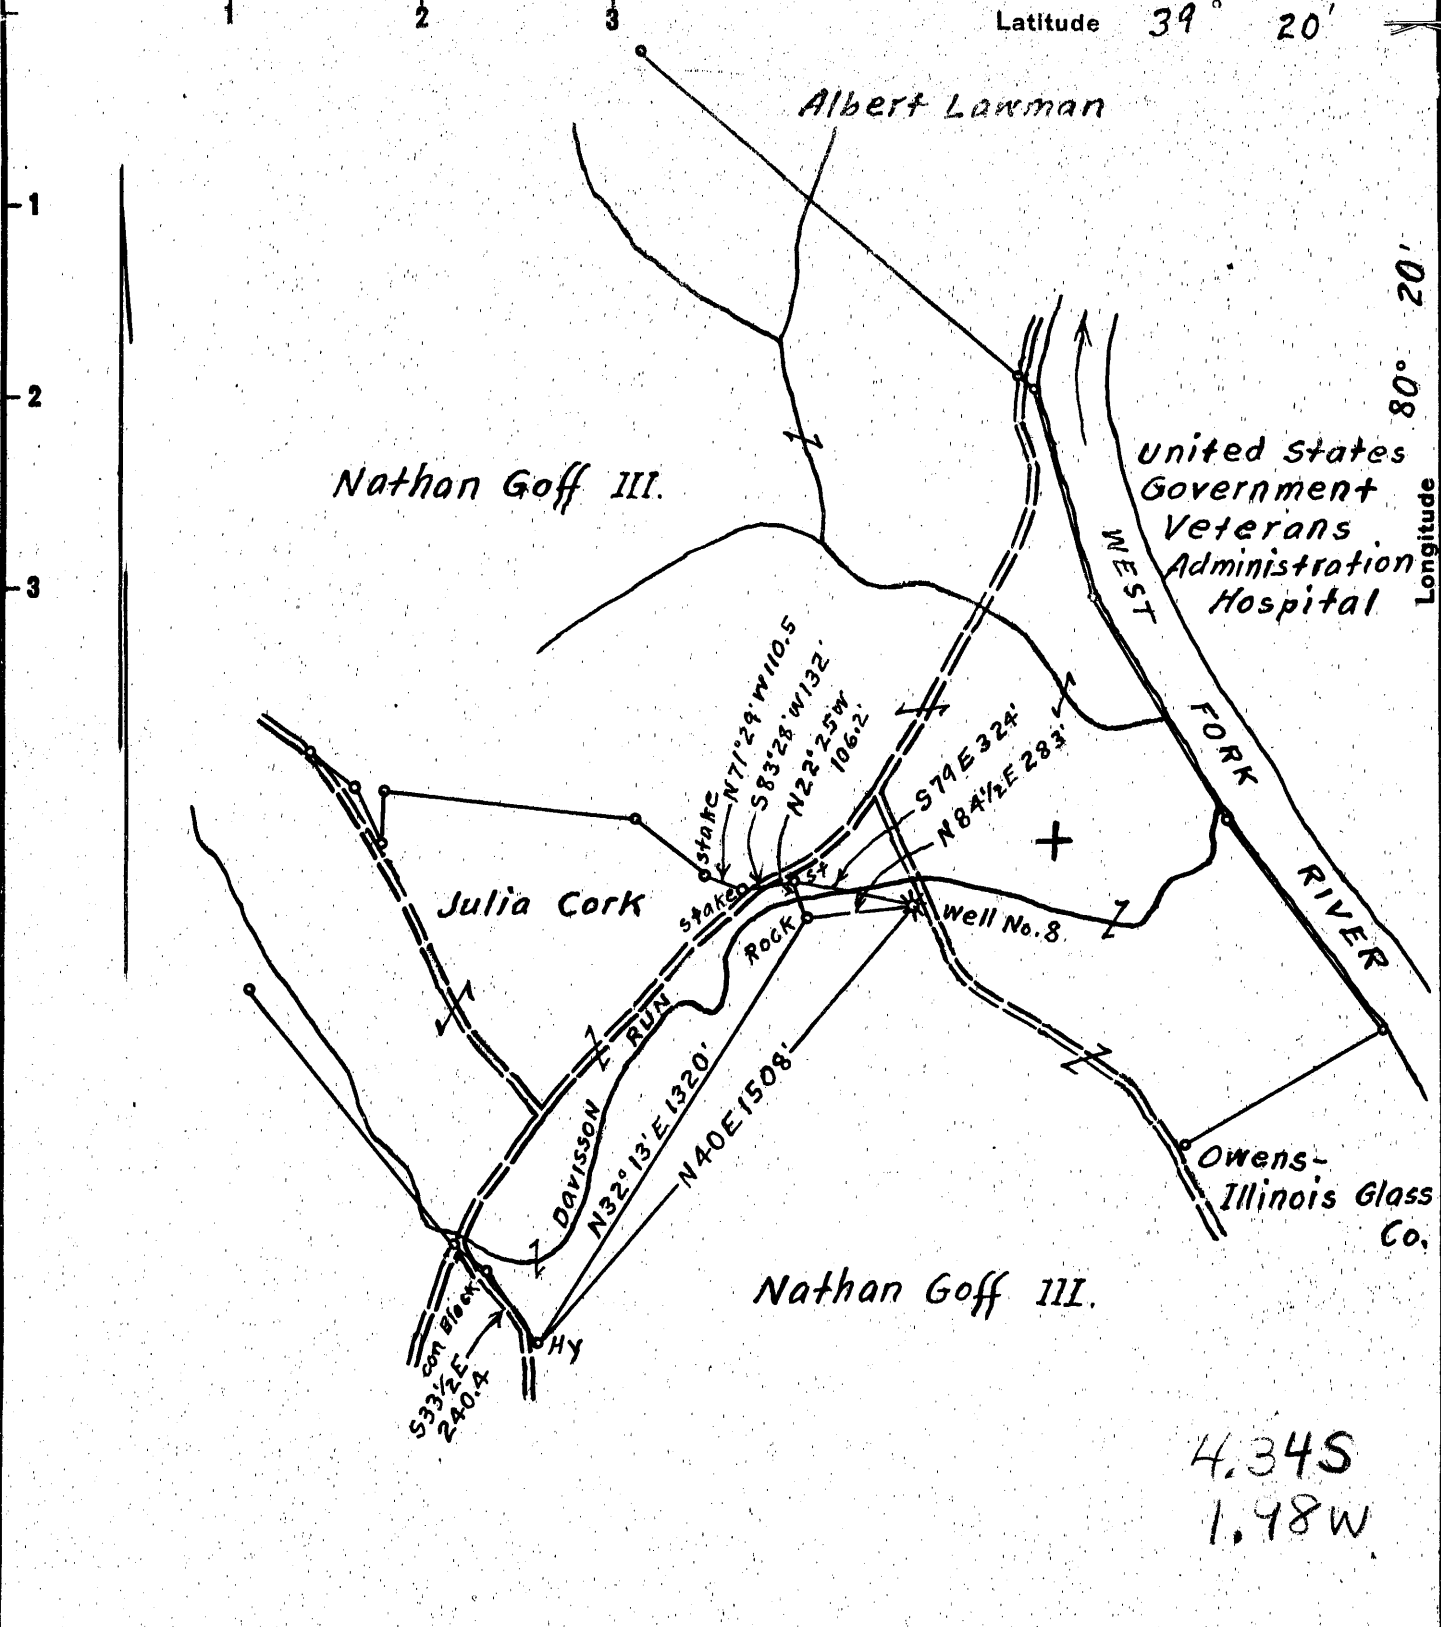 1 2 3
Latitude 39° 20'
Albert Lawman
-1
-2
-3
80° 20'
Longitude
United States
Government
Veterans
Administration
Hospital
Nathan Goff III.
WEST
FORK
RIVER
N71°29'W110.5
S83°28'W132'
N22°25W
106.2'
S79E324'
N84½E283'
stake
stake
st
Julia Cork
Rock
Well No. 8
RUN
DAVISSON
N32°13'E1320'
N40E1508'
Owens-
Illinois Glass
Co.
Nathan Goff III.
con Block
Hy
S33½E
240.4
4.34S
1.98W